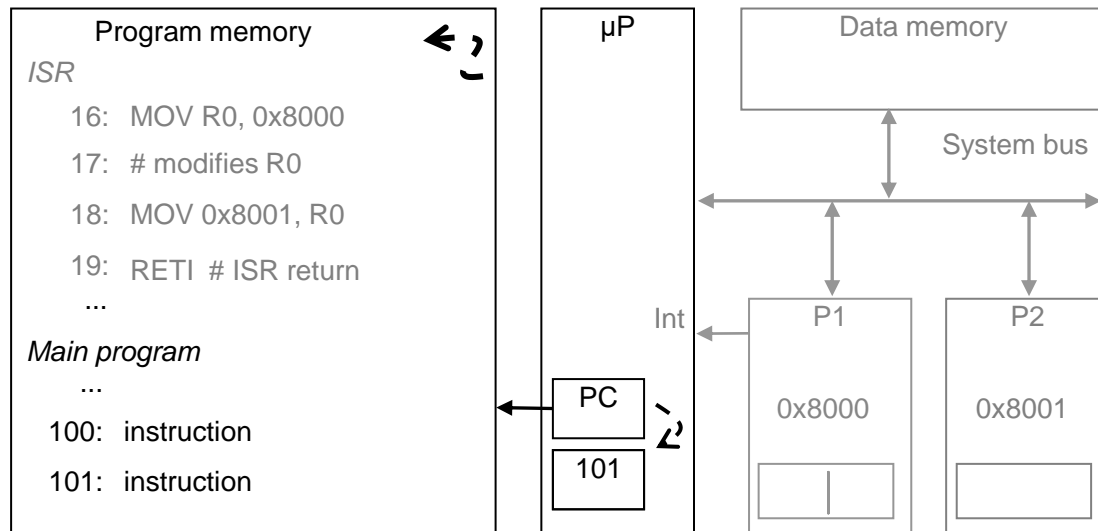 Program memory
ISR
16: MOV R0, 0x8000
17: # modifies R0
18: MOV 0x8001, R0
19: RETI # ISR return
...
Main program
...
100: instruction
101: instruction
µP
Int
PC
101
Data memory
System bus
P1
0x8000
P2
0x8001